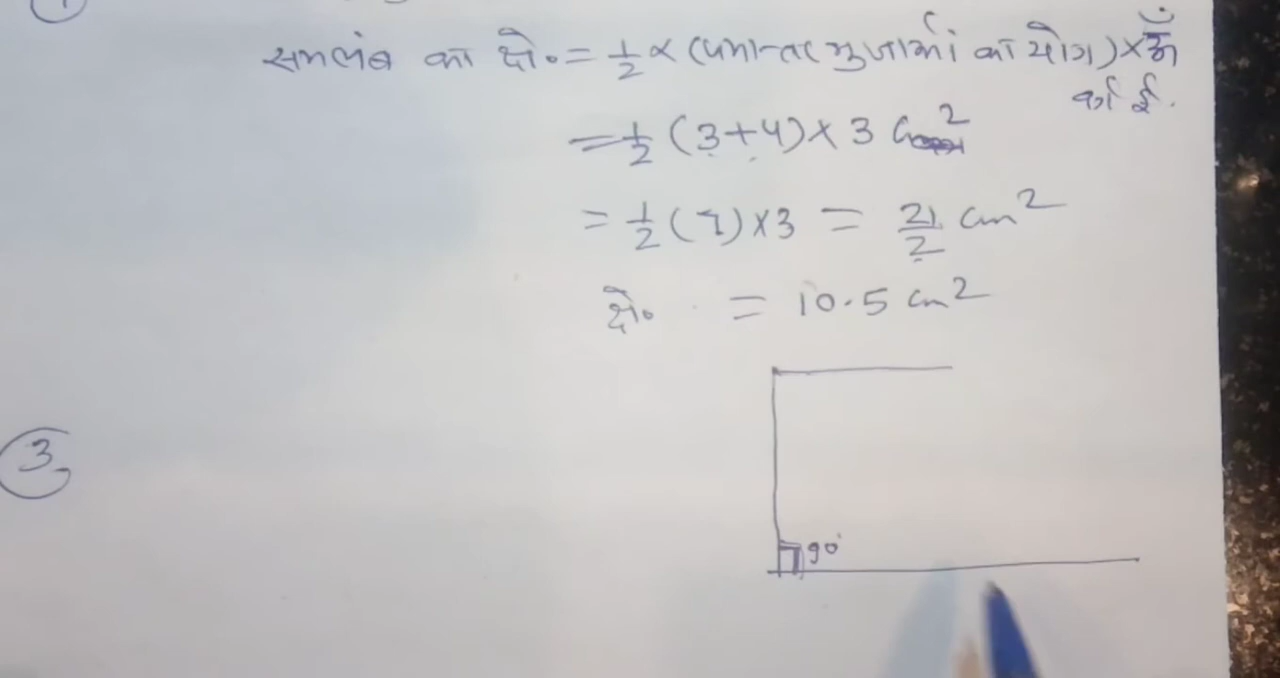 समलंब का क्षे० = 1/2 × (समान्तर भुजाओं का योग) × ऊँ
= 1/2 (3+4) × 3 cm²
= 1/2 (7) × 3 = 21/2 cm²
क्षे० = 10.5 cm²
3
90°